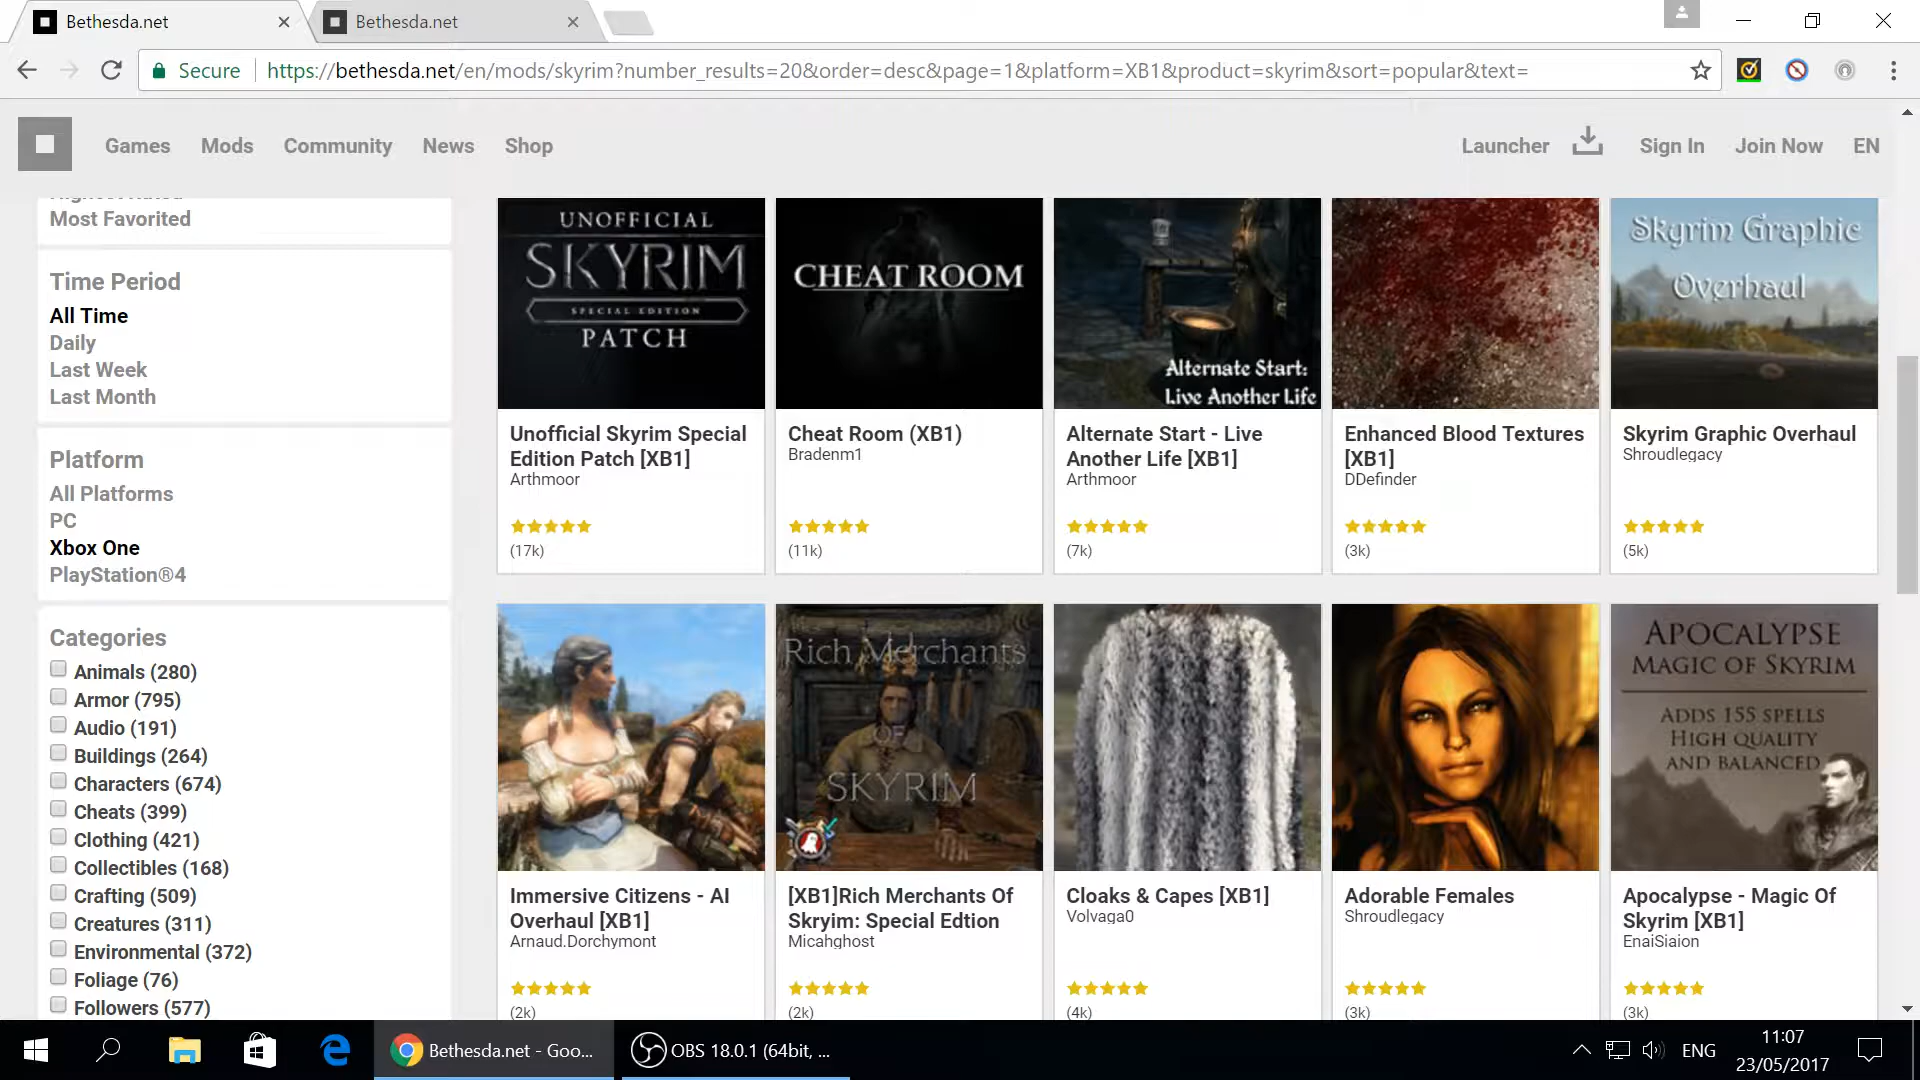 Bethesda.net
Bethesda.net
Secure
https://bethesda.net/en/mods/skyrim?number_results=20&order=desc&page=1&platform=XB1&product=skyrim&sort=popular&text=
Games
Mods
Community
News
Shop
Launcher
Sign In
Join Now
EN
Most Favorited
Time Period
All Time
Daily
Last Week
Last Month
Platform
All Platforms
PC
Xbox One
PlayStation®4
Categories
Animals (280)
Armor (795)
Audio (191)
Buildings (264)
Characters (674)
Cheats (399)
Clothing (421)
Collectibles (168)
Crafting (509)
Creatures (311)
Environmental (372)
Foliage (76)
Followers (577)
UNOFFICIAL
SKYRIM
SPECIAL EDITION
PATCH
Unofficial Skyrim Special
Edition Patch [XB1]
Arthmoor
(17k)
CHEAT ROOM
Cheat Room (XB1)
Bradenm1
(11k)
Alternate Start:
Live Another Life
Alternate Start - Live
Another Life [XB1]
Arthmoor
(7k)
Enhanced Blood Textures
[XB1]
DDefinder
(3k)
Skyrim Graphic
Overhaul
Skyrim Graphic Overhaul
Shroudlegacy
(5k)
Immersive Citizens - AI
Overhaul [XB1]
Arnaud.Dorchymont
(2k)
Rich Merchants
OF
SKYRIM
[XB1]Rich Merchants Of
Skryim: Special Edtion
Micahghost
(2k)
Cloaks & Capes [XB1]
Volvaga0
(4k)
Adorable Females
Shroudlegacy
(3k)
APOCALYPSE
MAGIC OF SKYRIM
ADDS 155 SPELLS
HIGH QUALITY
AND BALANCED
Apocalypse - Magic Of
Skyrim [XB1]
EnaiSiaion
(3k)
Bethesda.net - Goo...
OBS 18.0.1 (64bit, ...
ENG
11:07
23/05/2017